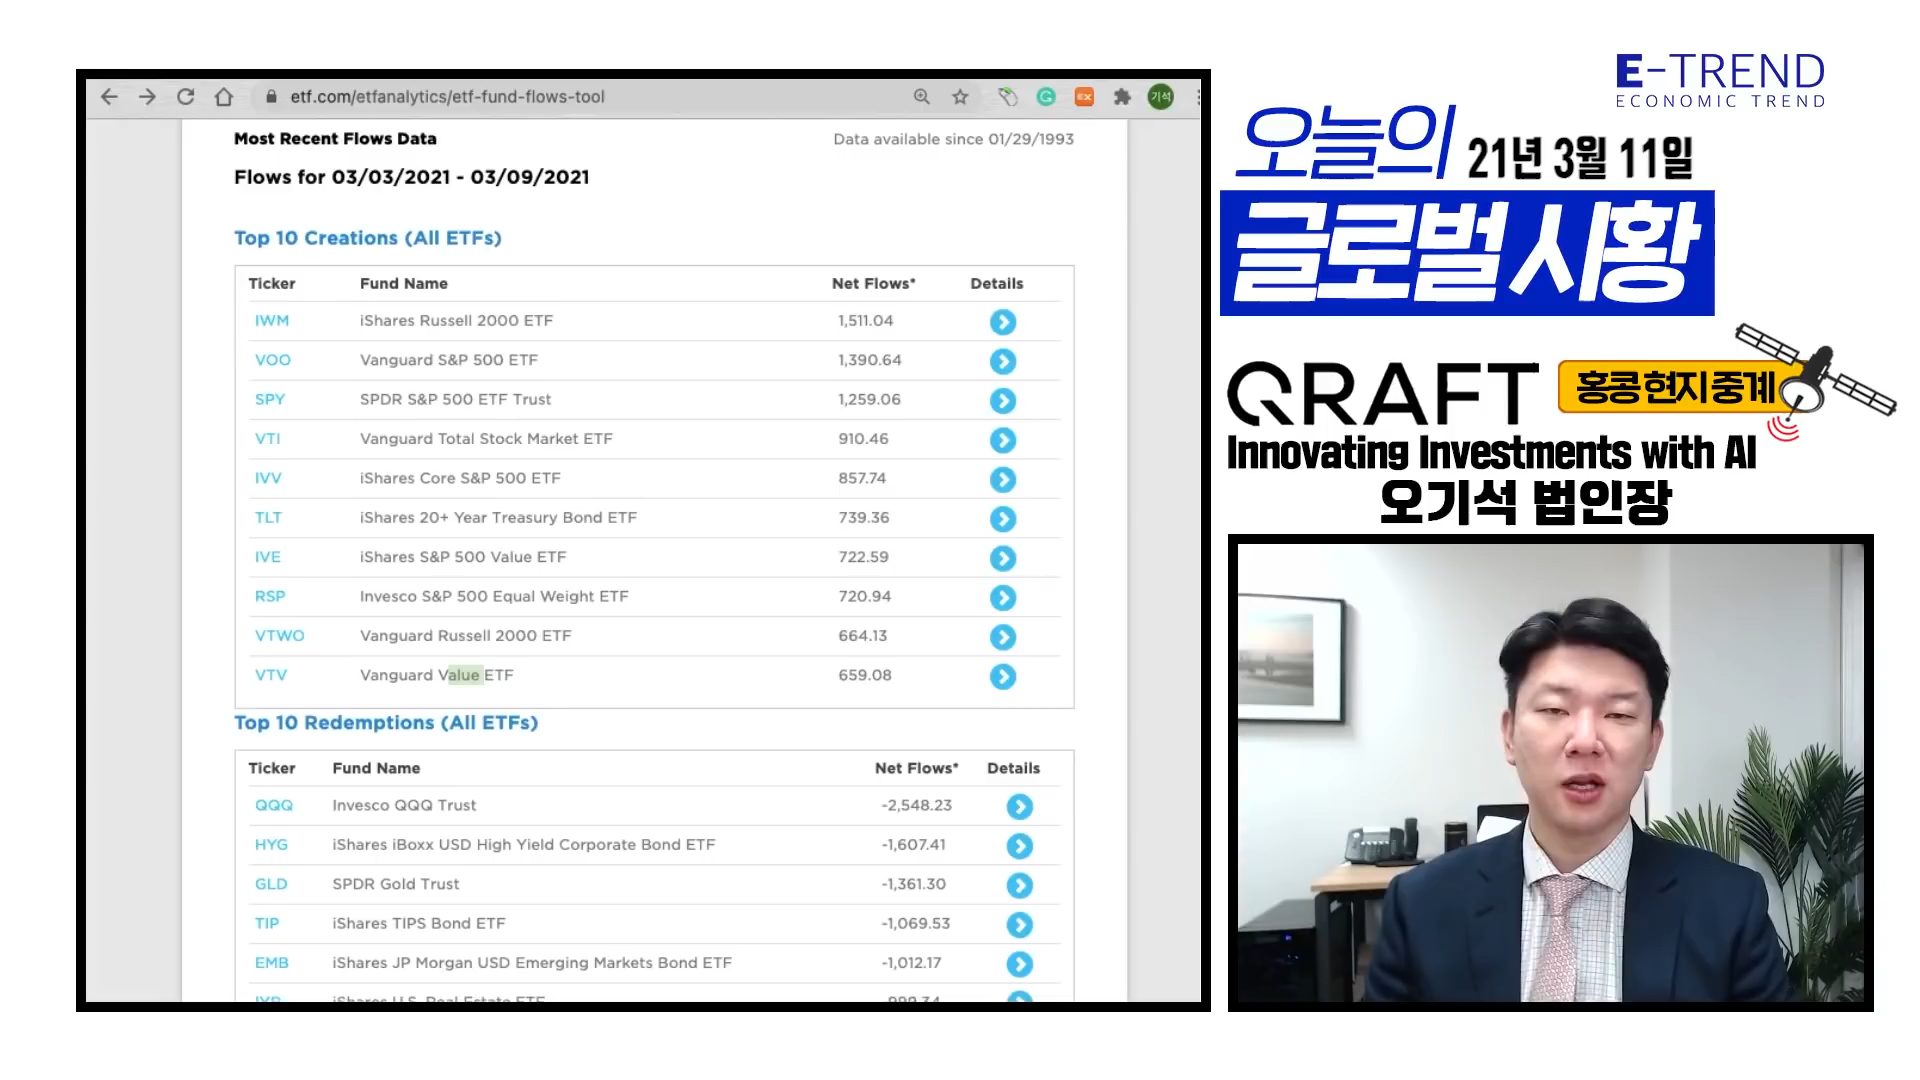 etf.com/etfanalytics/etf-fund-flows-tool
기석
Most Recent Flows Data
Data available since 01/29/1993
Flows for 03/03/2021 - 03/09/2021
Top 10 Creations (All ETFs)
Ticker Fund Name Net Flows* Details
IWM iShares Russell 2000 ETF 1,511.04
VOO Vanguard S&P 500 ETF 1,390.64
SPY SPDR S&P 500 ETF Trust 1,259.06
VTI Vanguard Total Stock Market ETF 910.46
IVV iShares Core S&P 500 ETF 857.74
TLT iShares 20+ Year Treasury Bond ETF 739.36
IVE iShares S&P 500 Value ETF 722.59
RSP Invesco S&P 500 Equal Weight ETF 720.94
VTWO Vanguard Russell 2000 ETF 664.13
VTV Vanguard Value ETF 659.08
Top 10 Redemptions (All ETFs)
Ticker Fund Name Net Flows* Details
QQQ Invesco QQQ Trust -2,548.23
HYG iShares iBoxx USD High Yield Corporate Bond ETF -1,607.41
GLD SPDR Gold Trust -1,361.30
TIP iShares TIPS Bond ETF -1,069.53
EMB iShares JP Morgan USD Emerging Markets Bond ETF -1,012.17
IYR iShares U.S. Real Estate ETF -999.34
E-TREND
ECONOMIC TREND
오늘의 21년 3월 11일
글로벌 시황
QRAFT 홍콩 현지 중계
Innovating Investments with AI
오기석 법인장